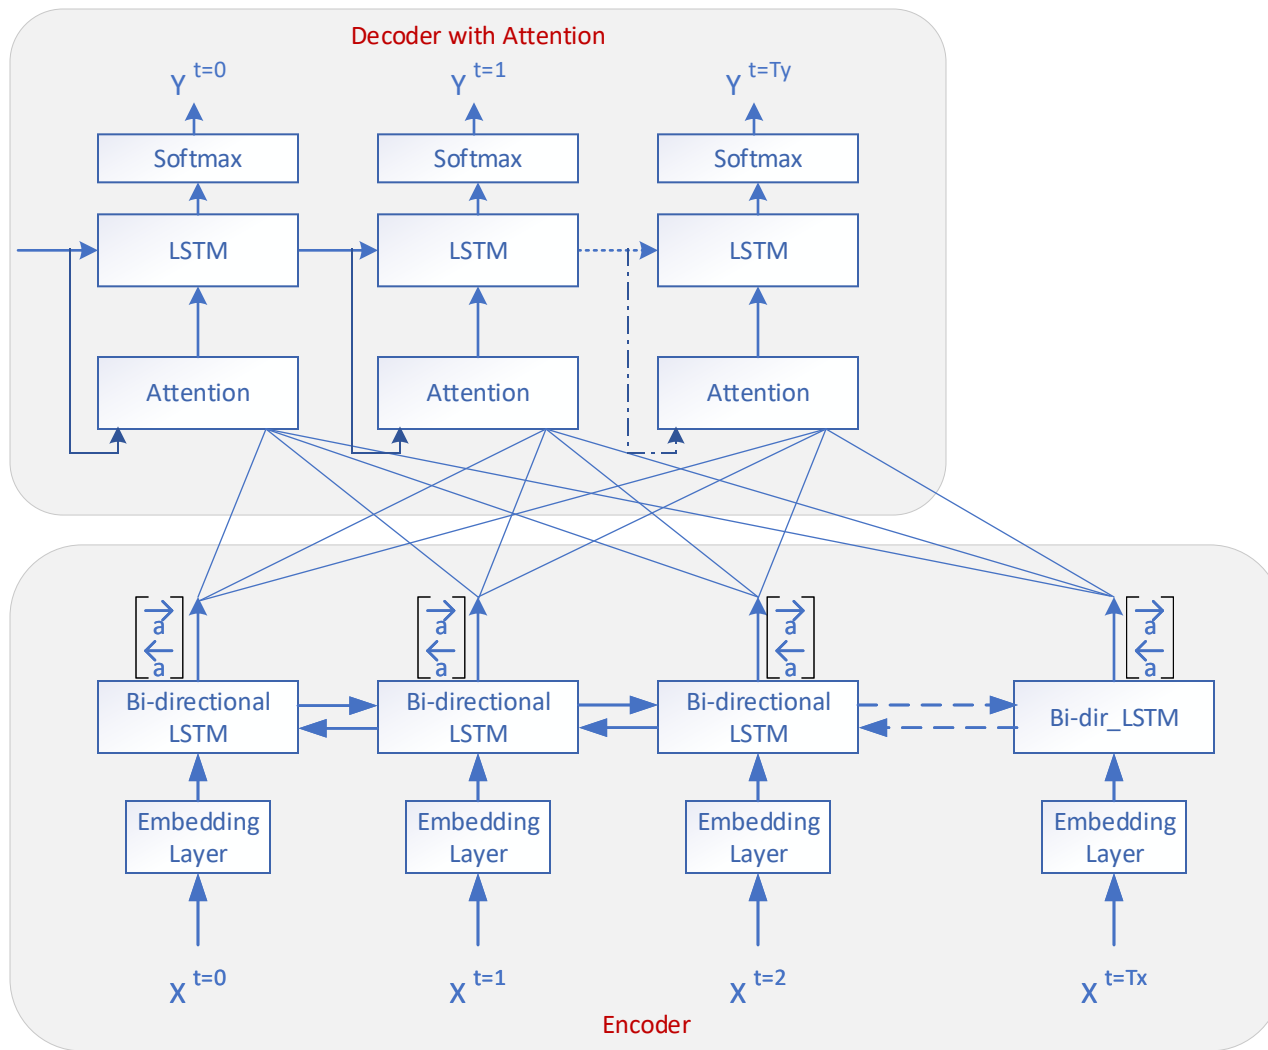 Decoder with Attention
Y t=0 Y t=1 Y t=Ty
Softmax Softmax Softmax
LSTM LSTM LSTM
Attention Attention Attention
a a a a
a a a a
Bi-directional Bi-directional Bi-directional Bi-dir_LSTM
LSTM LSTM LSTM
Embedding Embedding Embedding Embedding
Layer Layer Layer Layer
X t=0 X t=1 X t=2 X t=Tx
Encoder